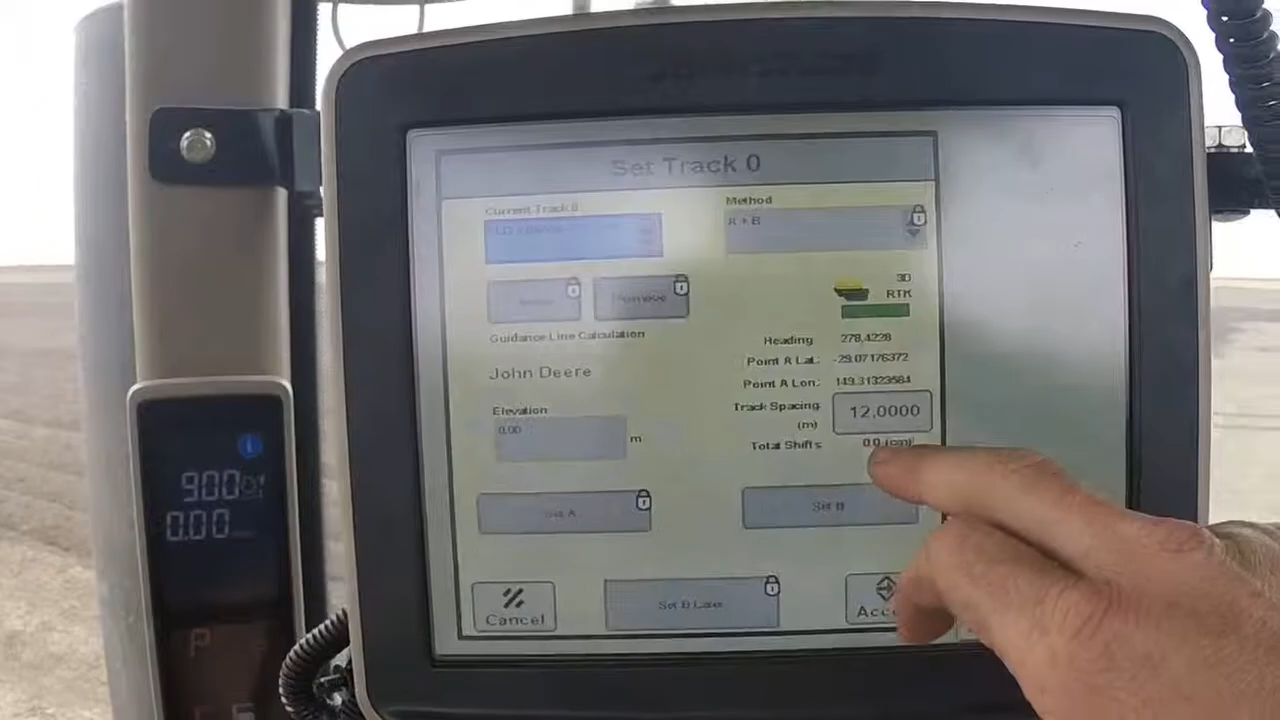 Set Track 0
Current Track 0
Method
A + B
Remove
3D
RTK
Guidance Line Calculation
Heading 278,4228
John Deere
Point A Lat: -29.07176372
Point A Lon: 149.31323584
Elevation
0.00 m
Track Spacing (m) 12,0000
Total Shifts 0.0 (cm)
Set A
Set B
Cancel
Set B Later
900
0.00
P